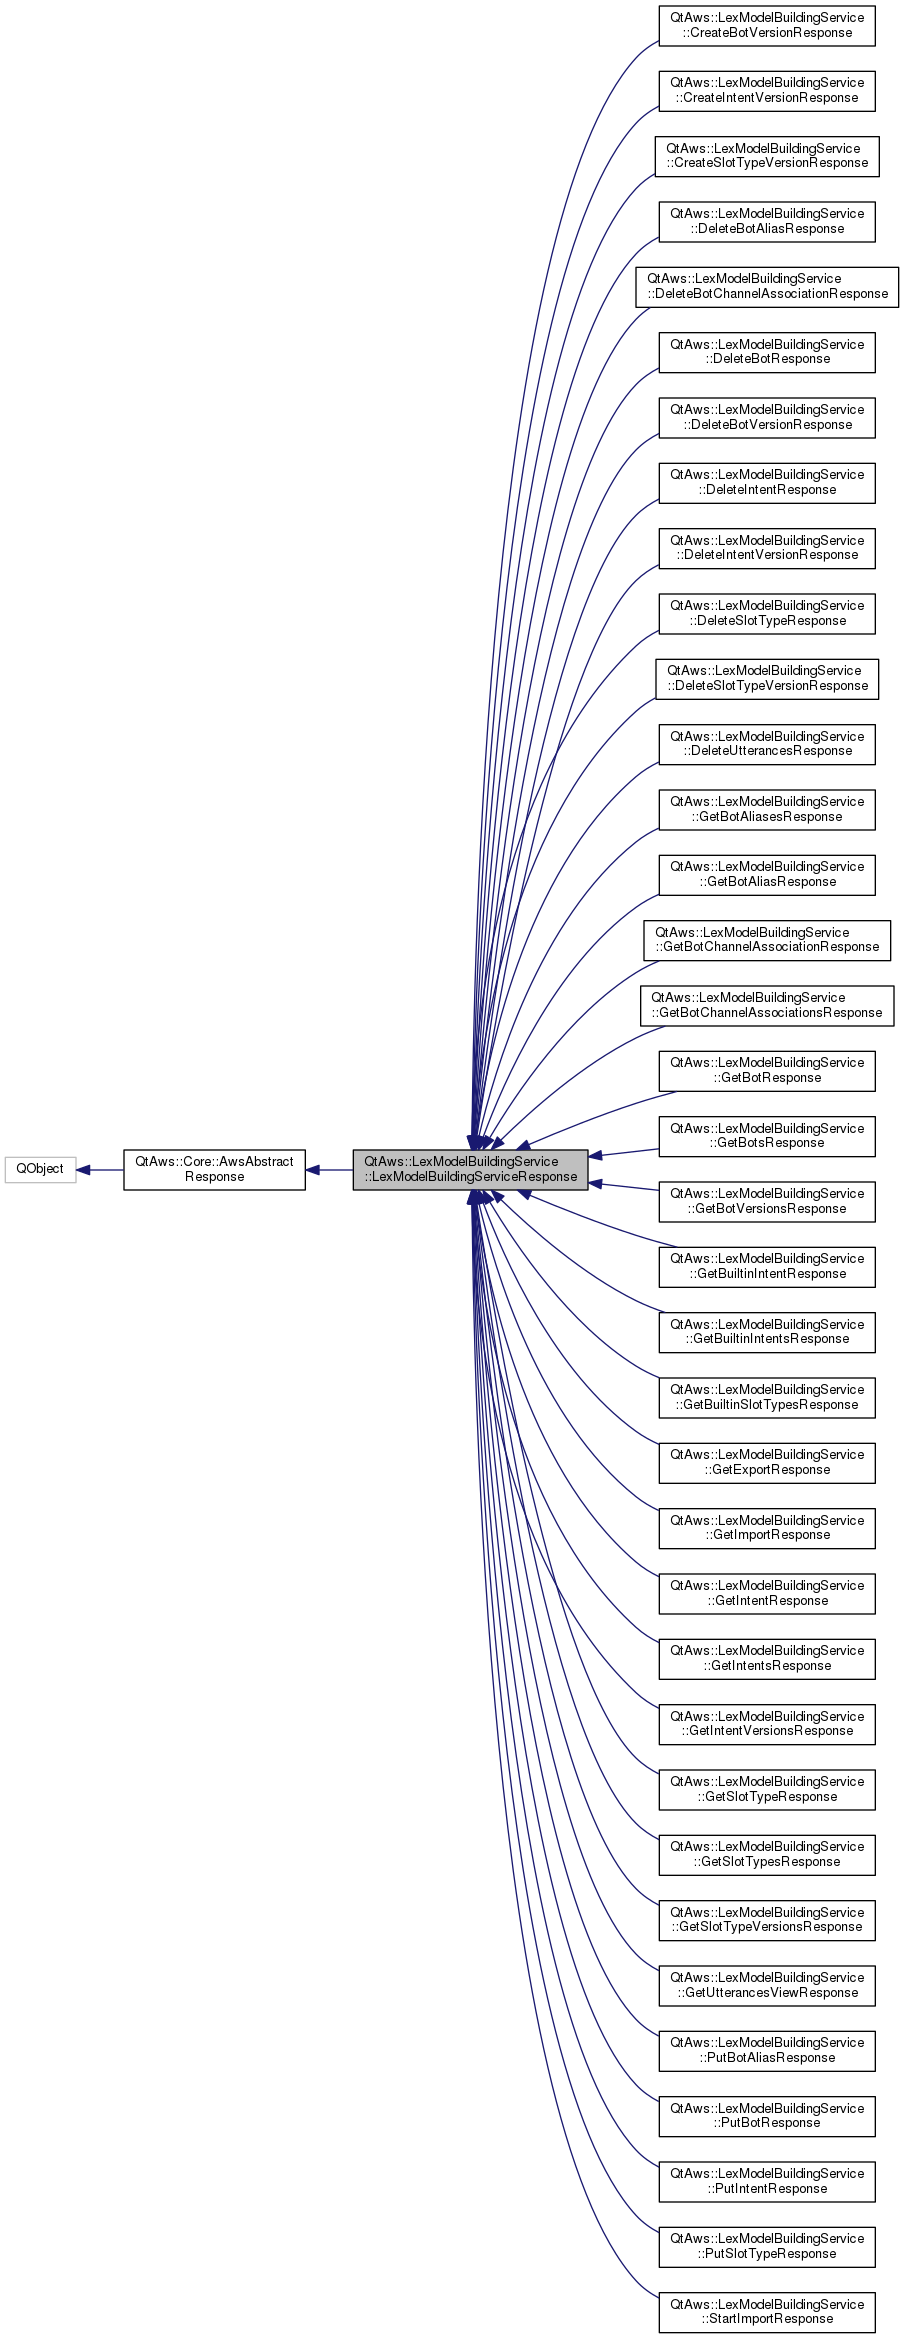 QtAws::LexModelBuildingService
::CreateBotVersionResponse
QtAws::LexModelBuildingService
::CreateIntentVersionResponse
QtAws::LexModelBuildingService
::CreateSlotTypeVersionResponse
QtAws::LexModelBuildingService
::DeleteBotAliasResponse
QtAws::LexModelBuildingService
::DeleteBotChannelAssociationResponse
QtAws::LexModelBuildingService
::DeleteBotResponse
QtAws::LexModelBuildingService
::DeleteBotVersionResponse
QtAws::LexModelBuildingService
::DeleteIntentResponse
QtAws::LexModelBuildingService
::DeleteIntentVersionResponse
QtAws::LexModelBuildingService
::DeleteSlotTypeResponse
QtAws::LexModelBuildingService
::DeleteSlotTypeVersionResponse
QtAws::LexModelBuildingService
::DeleteUtterancesResponse
QtAws::LexModelBuildingService
::GetBotAliasesResponse
QtAws::LexModelBuildingService
::GetBotAliasResponse
QtAws::LexModelBuildingService
::GetBotChannelAssociationResponse
QtAws::LexModelBuildingService
::GetBotChannelAssociationsResponse
QtAws::LexModelBuildingService
::GetBotResponse
QtAws::LexModelBuildingService
::GetBotsResponse
QObject
QtAws::Core::AwsAbstract
Response
QtAws::LexModelBuildingService
::LexModelBuildingServiceResponse
QtAws::LexModelBuildingService
::GetBotVersionsResponse
QtAws::LexModelBuildingService
::GetBuiltinIntentResponse
QtAws::LexModelBuildingService
::GetBuiltinIntentsResponse
QtAws::LexModelBuildingService
::GetBuiltinSlotTypesResponse
QtAws::LexModelBuildingService
::GetExportResponse
QtAws::LexModelBuildingService
::GetImportResponse
QtAws::LexModelBuildingService
::GetIntentResponse
QtAws::LexModelBuildingService
::GetIntentsResponse
QtAws::LexModelBuildingService
::GetIntentVersionsResponse
QtAws::LexModelBuildingService
::GetSlotTypeResponse
QtAws::LexModelBuildingService
::GetSlotTypesResponse
QtAws::LexModelBuildingService
::GetSlotTypeVersionsResponse
QtAws::LexModelBuildingService
::GetUtterancesViewResponse
QtAws::LexModelBuildingService
::PutBotAliasResponse
QtAws::LexModelBuildingService
::PutBotResponse
QtAws::LexModelBuildingService
::PutIntentResponse
QtAws::LexModelBuildingService
::PutSlotTypeResponse
QtAws::LexModelBuildingService
::StartImportResponse